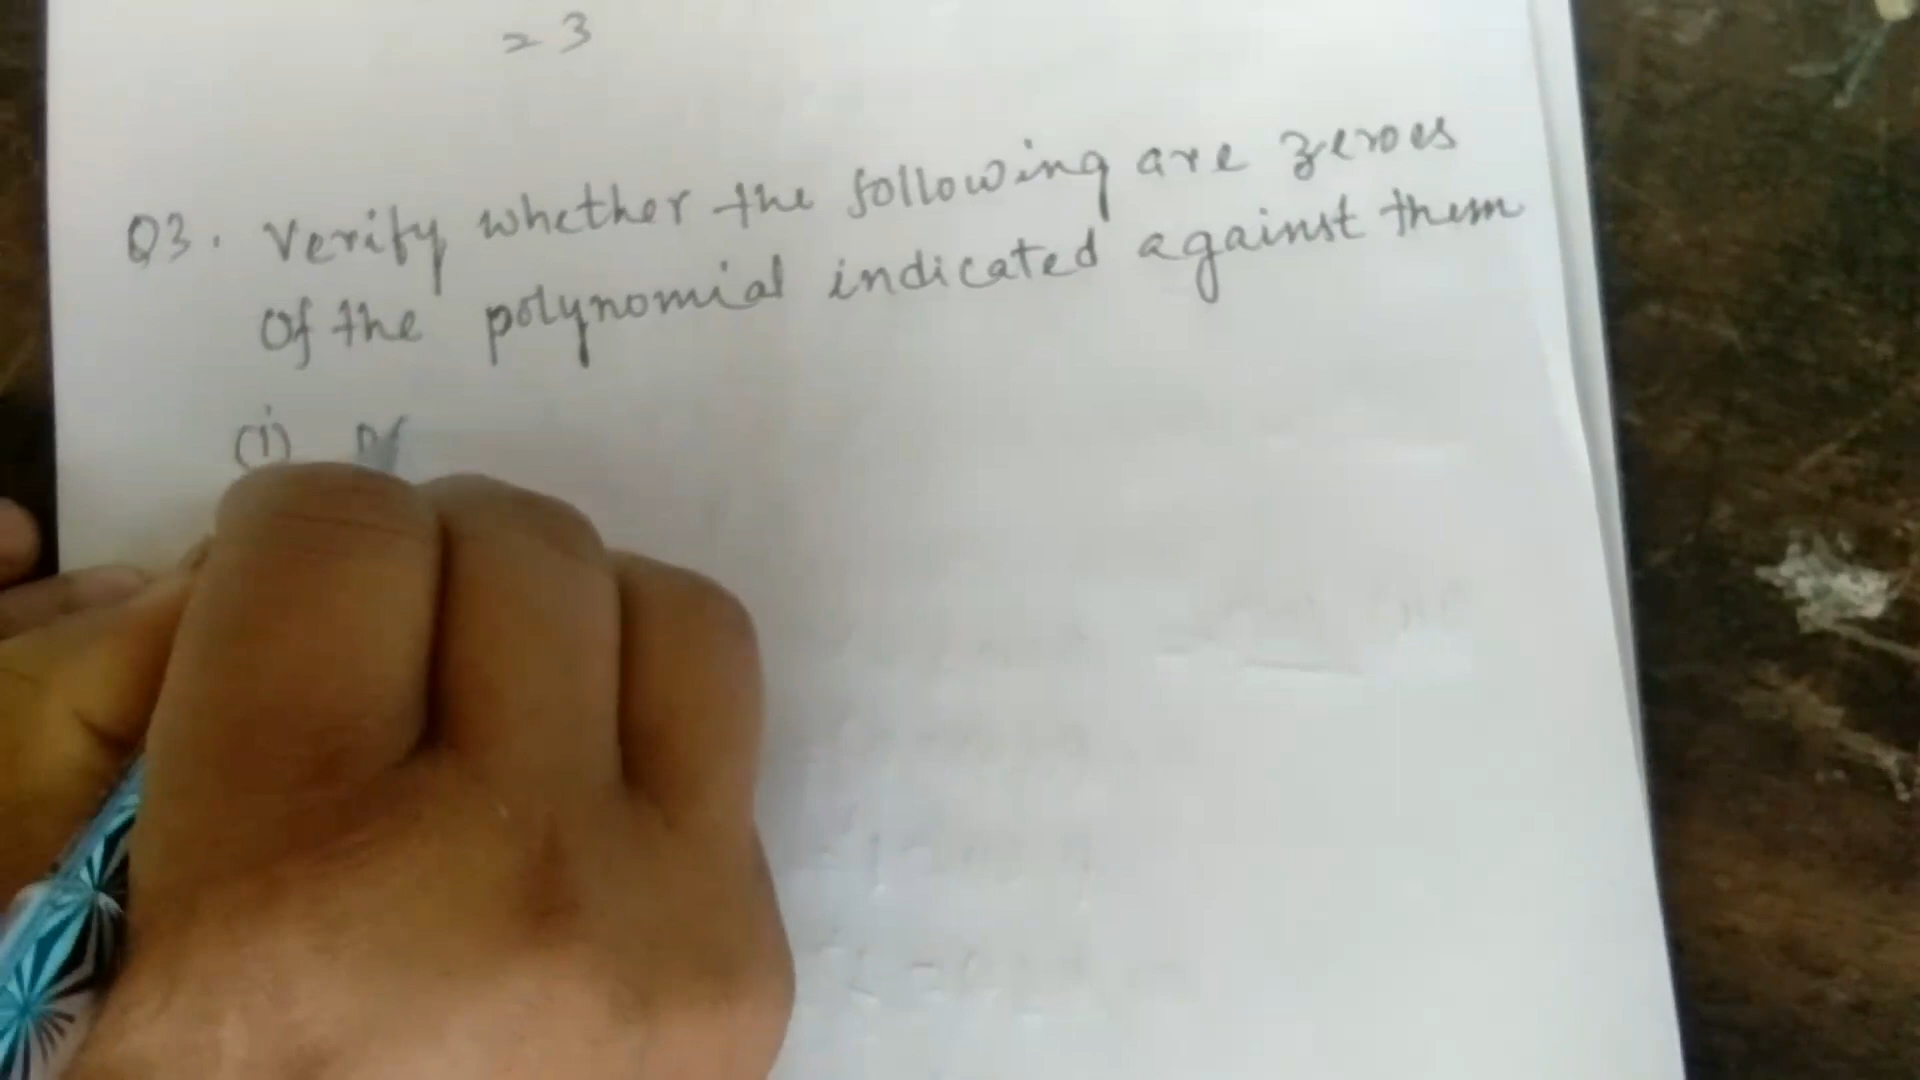 = 3
Q3. Verify whether the following are zeroes
of the polynomial indicated against them
(i) p(